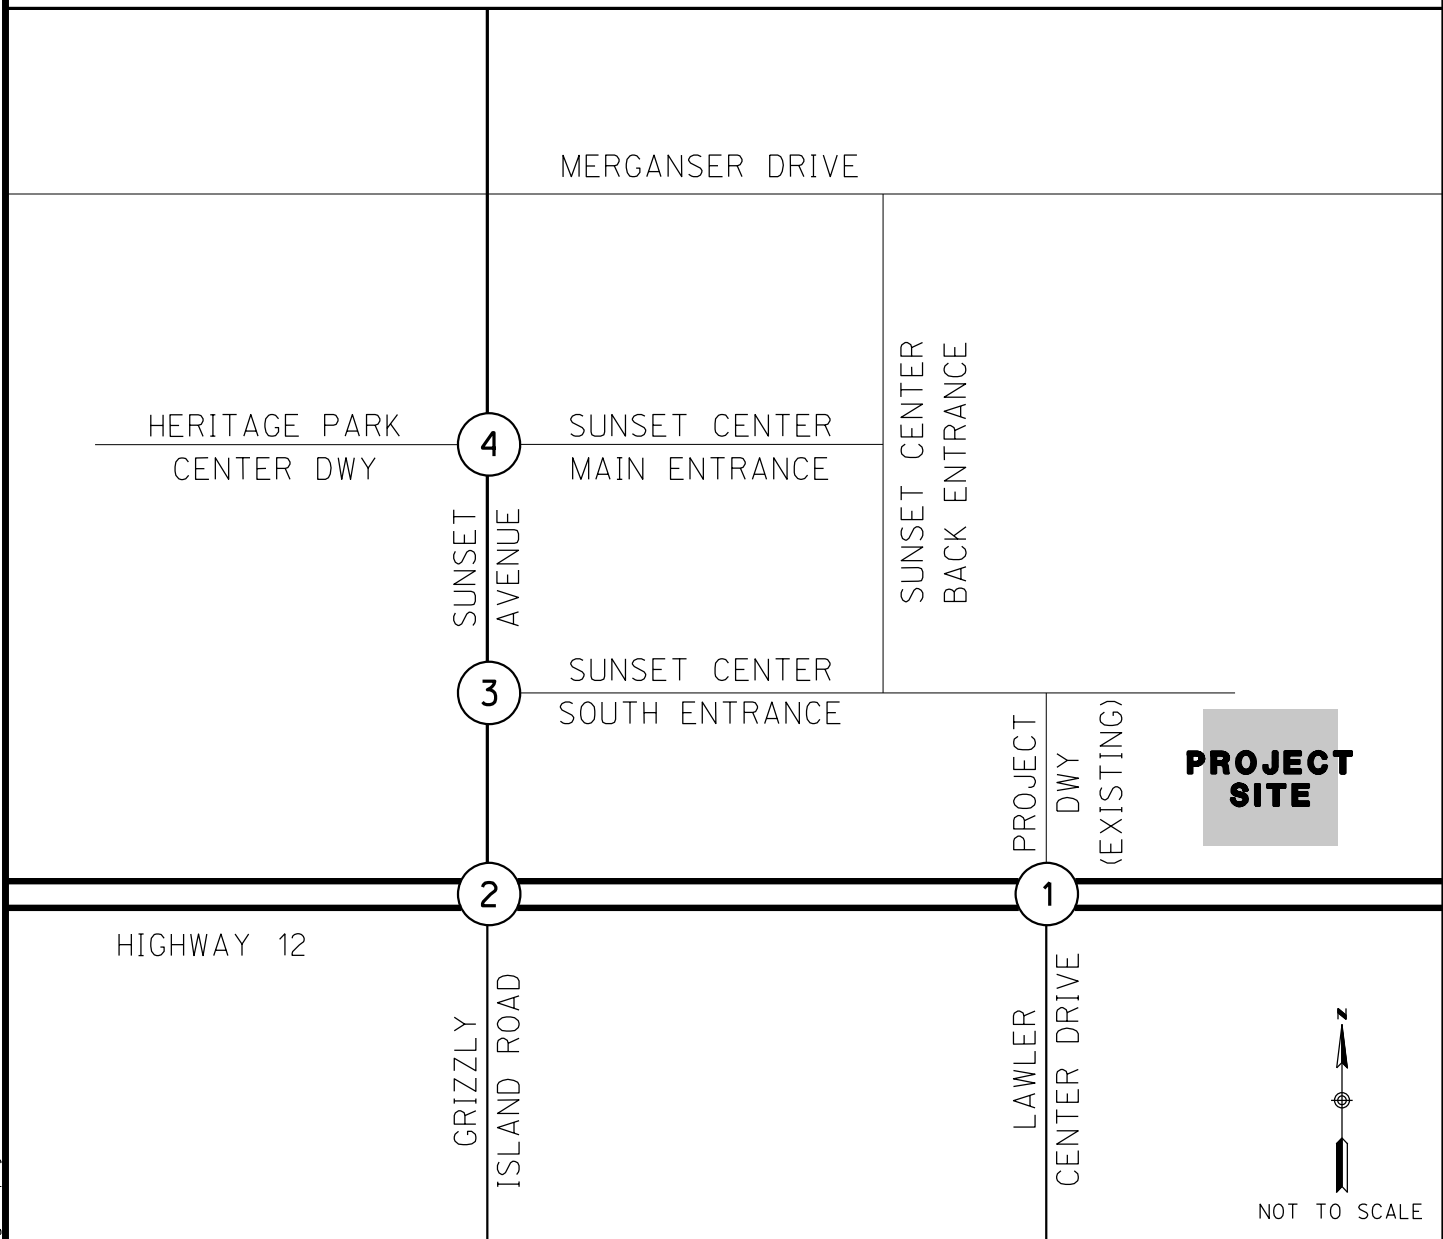 MERGANSER DRIVE
HERITAGE PARK
CENTER DWY
4
SUNSET CENTER
MAIN ENTRANCE
SUNSET CENTER
BACK ENTRANCE
SUNSET
AVENUE
3
SUNSET CENTER
SOUTH ENTRANCE
PROJECT
DWY
(EXISTING)
PROJECT
SITE
2
1
HIGHWAY 12
GRIZZLY
ISLAND ROAD
LAWLER
CENTER DRIVE
N
NOT TO SCALE